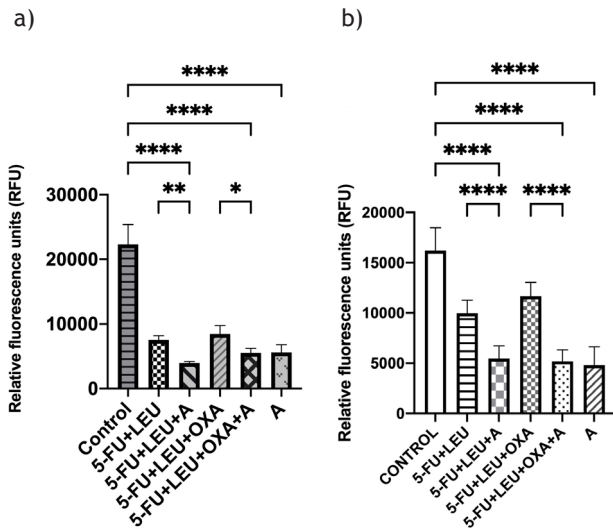 a)
****
****
****
**
*
Relative fluorescence units (RFU)
30000
20000
10000
0
Control
5-FU+LEU
5-FU+LEU+A
5-FU+LEU+OXA
5-FU+LEU+OXA+A
A
b)
****
****
****
****
****
Relative fluorescence units (RFU)
20000
15000
10000
5000
0
CONTROL
5-FU+LEU
5-FU+LEU+A
5-FU+LEU+OXA
5-FU+LEU+OXA+A
A